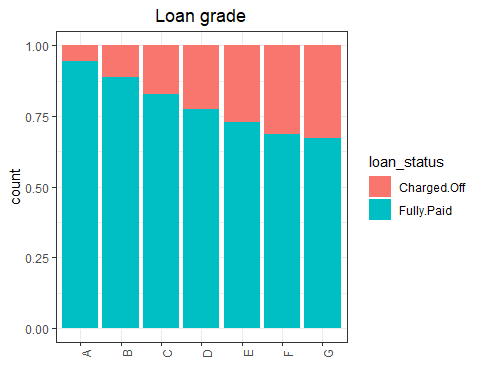 Loan grade
1.00
0.75
0.50
0.25
0.00
count
A B C D E F G
loan_status
Charged.Off
Fully.Paid